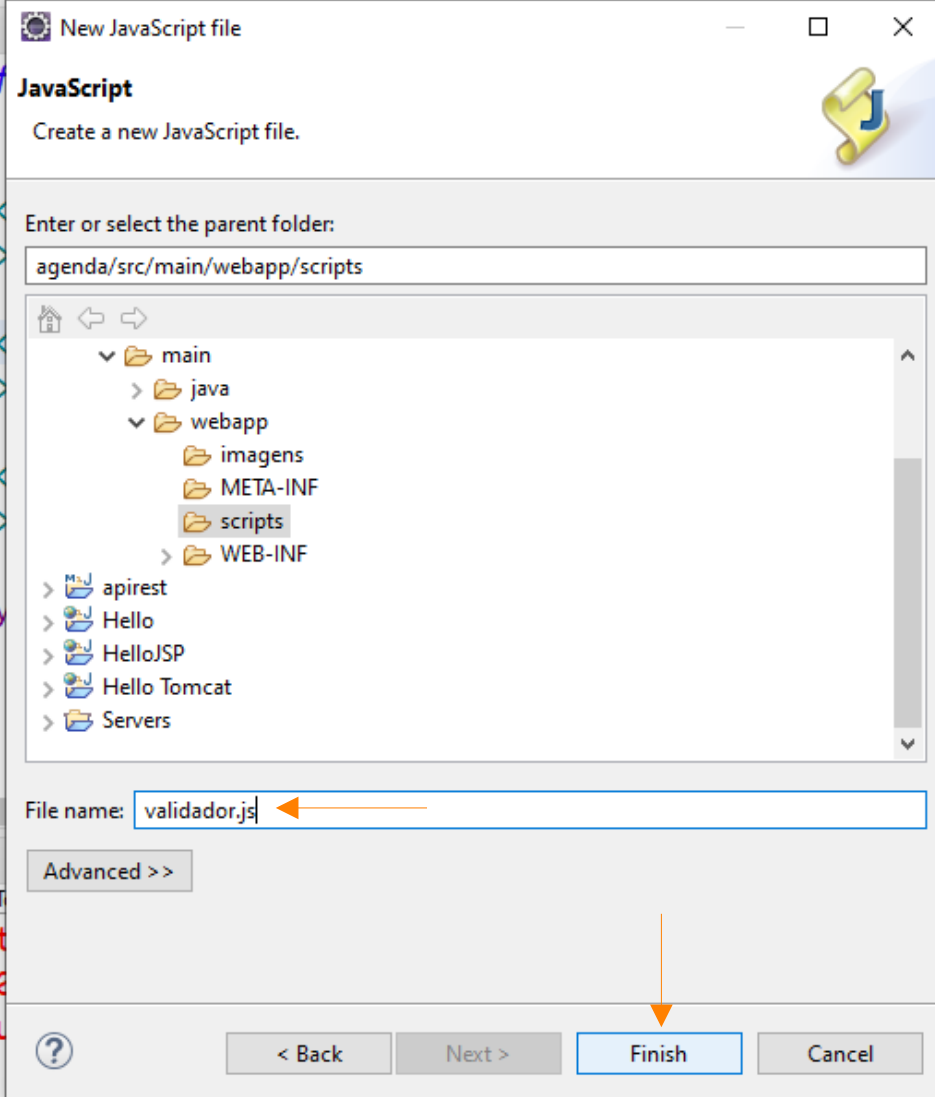 New JavaScript file
JavaScript
Create a new JavaScript file.
Enter or select the parent folder:
agenda/src/main/webapp/scripts
main
java
webapp
imagens
META-INF
scripts
WEB-INF
apirest
Hello
HelloJSP
Hello Tomcat
Servers
File name: validador.js
Advanced >>
< Back Next > Finish Cancel